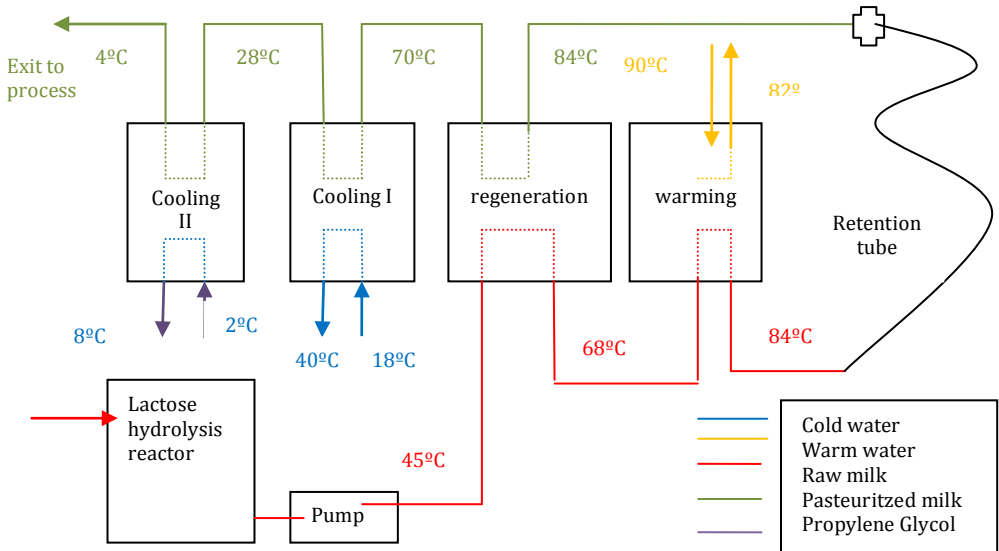 4ºC
28ºC
70ºC
84ºC
90ºC
82º
Exit to
process
Cooling
II
Cooling I
regeneration
warming
Retention
tube
8ºC
2ºC
40ºC
18ºC
68ºC
84ºC
Lactose
hydrolysis
reactor
45ºC
Pump
Cold water
Warm water
Raw milk
Pasteuritzed milk
Propylene Glycol